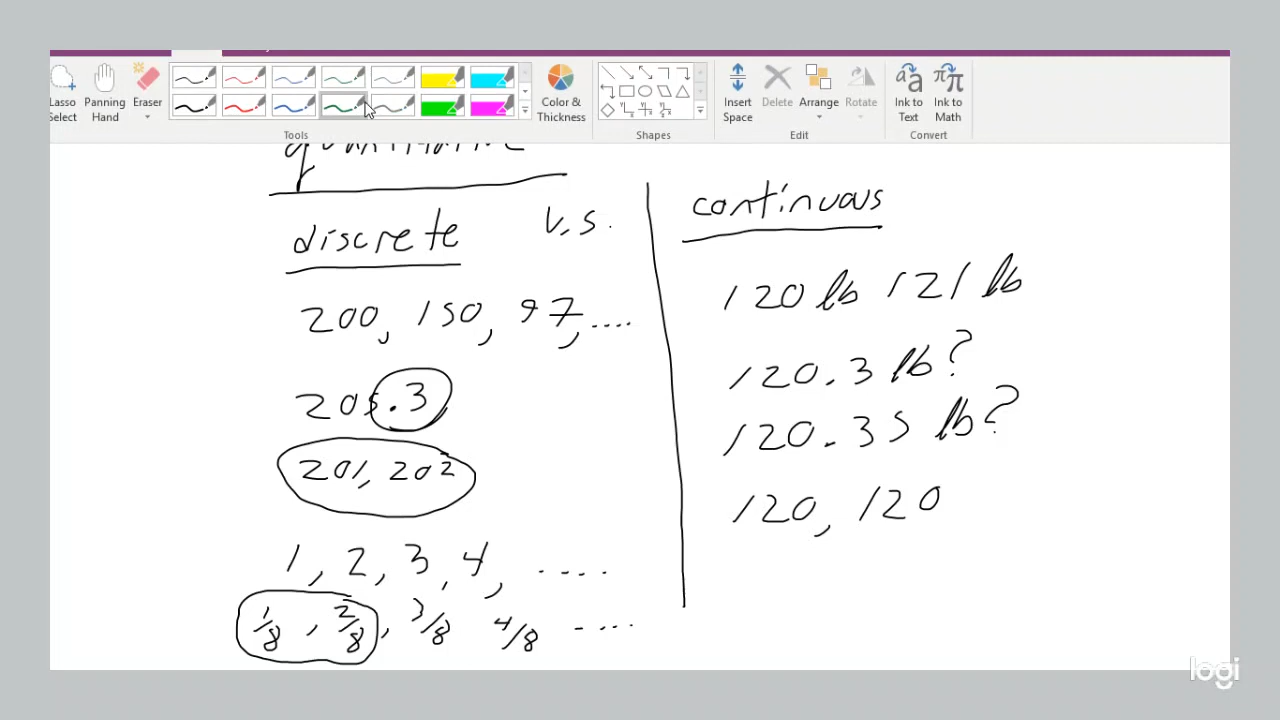 Lasso Select
Panning Hand
Eraser
Color & Thickness
Insert Space
Delete
Arrange
Rotate
Ink to Text
Ink to Math
Tools
Shapes
Edit
Convert
quantitative
discrete v.s.
200, 150, 97, ....
205.3
201, 202
1, 2, 3, 4, ....
1/8, 2/8, 3/8 4/8 ....
continuous
120 lb 121 lb
120.3 lb?
120.35 lb?
120, 120
logi